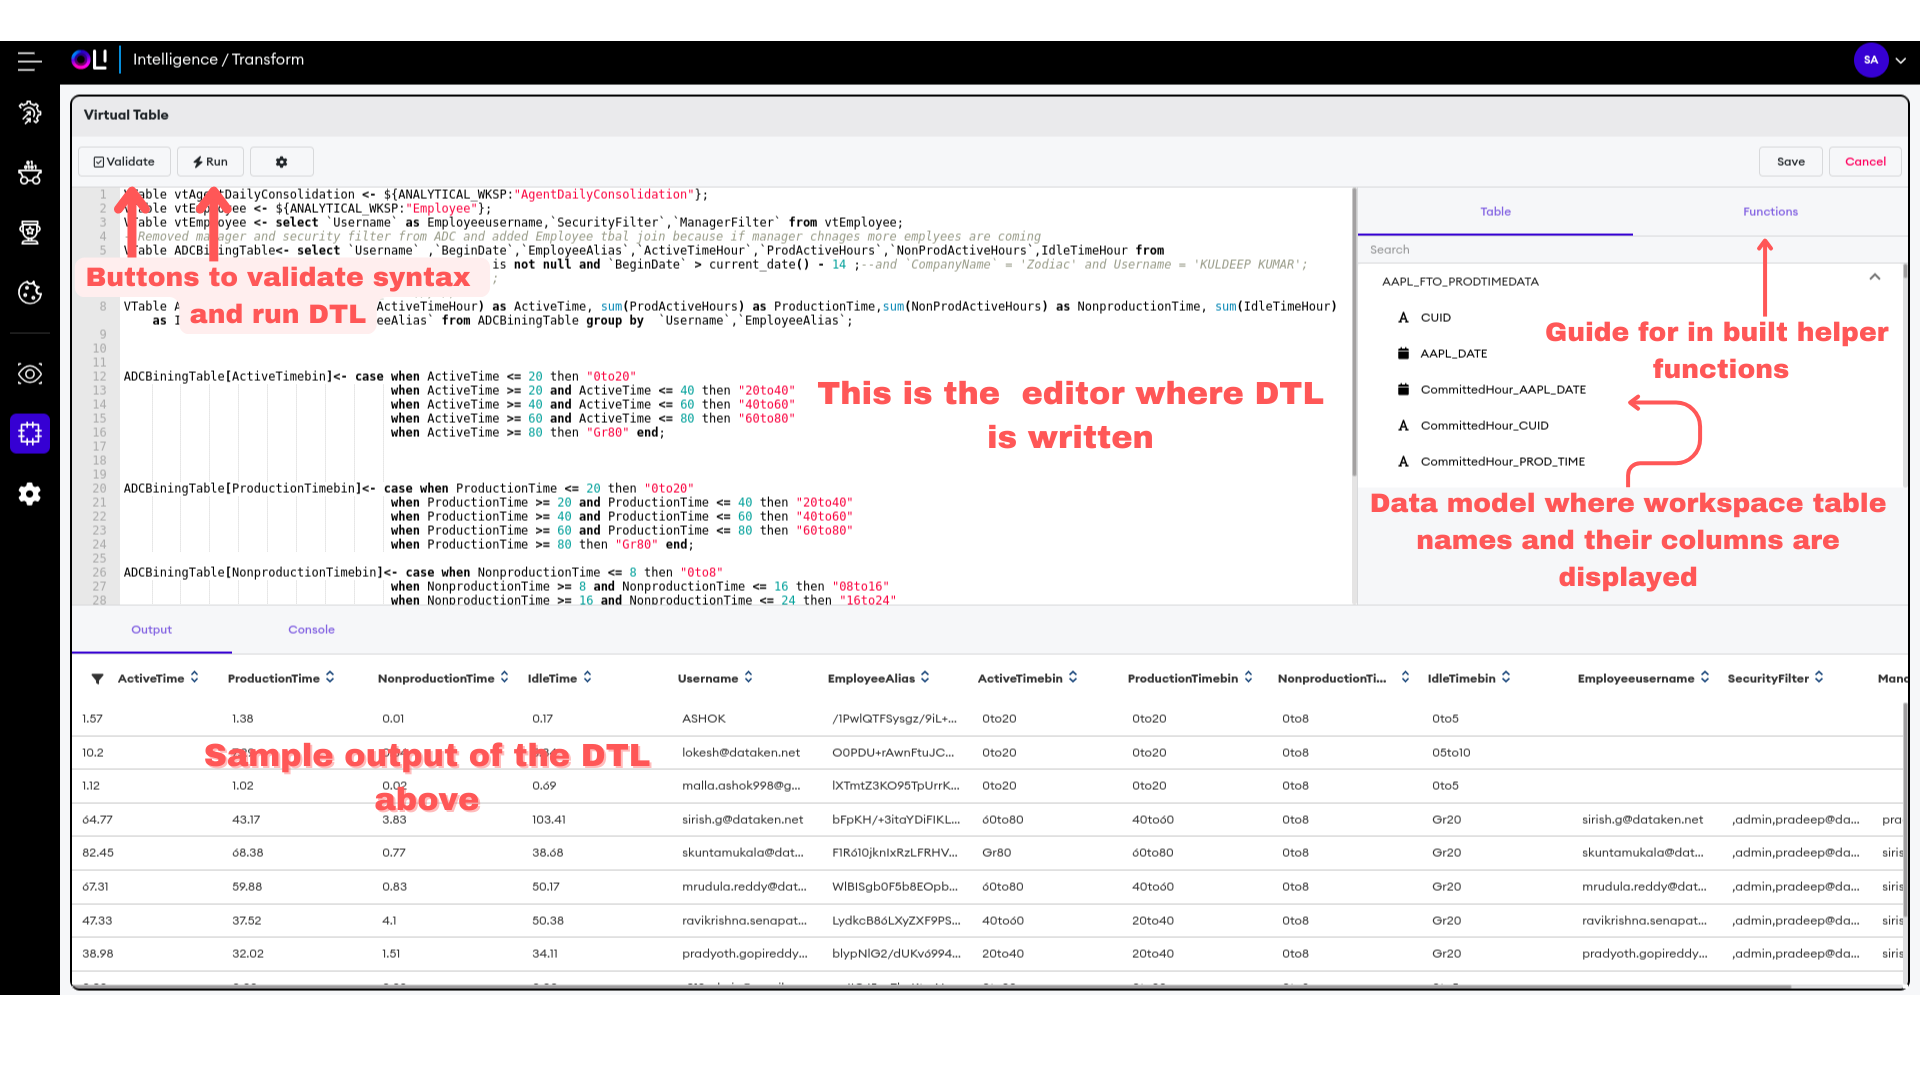 OLI Intelligence / Transform SA
Virtual Table
Validate Run Save Cancel
1 VTable vtAgentDailyConsolidation <- ${ANALYTICAL_WKSP:"AgentDailyConsolidation"};
2 VTable vtEmployee <- ${ANALYTICAL_WKSP:"Employee"};
3 VTable vtEmployee <- select `Username` as Employeeusername,`SecurityFilter`,`ManagerFilter` from vtEmployee;
4 Removed manager and security filter from ADC and added Employee tbal join because if manager chnages more emplyees are coming
5 VTable ADCBiningTable<- select `Username` ,`BeginDate`,`EmployeeAlias`,`ActiveTimeHour`,`ProdActiveHours`,`NonProdActiveHours`,IdleTimeHour from
is not null and `BeginDate` > current_date() - 14 ;--and `CompanyName` = 'Zodiac' and Username = 'KULDEEP KUMAR';
;
8 VTable A ActiveTimeHour) as ActiveTime, sum(ProdActiveHours) as ProductionTime,sum(NonProdActiveHours) as NonproductionTime, sum(IdleTimeHour)
as I eeAlias` from ADCBiningTable group by `Username`,`EmployeeAlias`;
9
10
11
12 ADCBiningTable[ActiveTimebin]<- case when ActiveTime <= 20 then "0to20"
13 when ActiveTime >= 20 and ActiveTime <= 40 then "20to40"
14 when ActiveTime >= 40 and ActiveTime <= 60 then "40to60"
15 when ActiveTime >= 60 and ActiveTime <= 80 then "60to80"
16 when ActiveTime >= 80 then "Gr80" end;
17
18
19
20 ADCBiningTable[ProductionTimebin]<- case when ProductionTime <= 20 then "0to20"
21 when ProductionTime >= 20 and ProductionTime <= 40 then "20to40"
22 when ProductionTime >= 40 and ProductionTime <= 60 then "40to60"
23 when ProductionTime >= 60 and ProductionTime <= 80 then "60to80"
24 when ProductionTime >= 80 then "Gr80" end;
25
26 ADCBiningTable[NonproductionTimebin]<- case when NonproductionTime <= 8 then "0to8"
27 when NonproductionTime >= 8 and NonproductionTime <= 16 then "08to16"
28 when NonproductionTime >= 16 and NonproductionTime <= 24 then "16to24"
Buttons to validate syntax
and run DTL
This is the editor where DTL
is written
Table Functions
Search
AAPL_FTO_PRODTIMEDATA
A CUID
AAPL_DATE
CommittedHour_AAPL_DATE
A CommittedHour_CUID
A CommittedHour_PROD_TIME
Guide for in built helper
functions
Data model where workspace table
names and their columns are
displayed
Output Console
ActiveTime ProductionTime NonproductionTime IdleTime Username EmployeeAlias ActiveTimebin ProductionTimebin NonproductionTi... IdleTimebin Employeeusername SecurityFilter Mana
1.57 1.38 0.01 0.17 ASHOK /1PwlQTFSysgz/9iL+... 0to20 0to20 0to8 0to5
10.2 lokesh@dataken.net O0PDU+rAwnFtuJC... 0to20 0to20 0to8 05to10
1.12 1.02 0.02 0.69 malla.ashok998@g... lXTmtZ3KO95TpUrrK... 0to20 0to20 0to8 0to5
64.77 43.17 3.83 103.41 sirish.g@dataken.net bFpKH/+3itaYDiFIKL... 60to80 40to60 0to8 Gr20 sirish.g@dataken.net ,admin,pradeep@da... pra
82.45 68.38 0.77 38.68 skuntamukala@dat... F1R610jknIxRzLFRHV... Gr80 60to80 0to8 Gr20 skuntamukala@dat... ,admin,pradeep@da... siris
67.31 59.88 0.83 50.17 mrudula.reddy@dat... WlBISgb0F5b8EOpb... 60to80 40to60 0to8 Gr20 mrudula.reddy@dat... ,admin,pradeep@da... siris
47.33 37.52 4.1 50.38 ravikrishna.senapat... LydkcB86LXyZXF9PS... 40to60 20to40 0to8 Gr20 ravikrishna.senapat... ,admin,pradeep@da... siris
38.98 32.02 1.51 34.11 pradyoth.gopireddy... blypNlG2/dUKv6994... 20to40 20to40 0to8 Gr20 pradyoth.gopireddy... ,admin,pradeep@da... siris
Sample output of the DTL
above